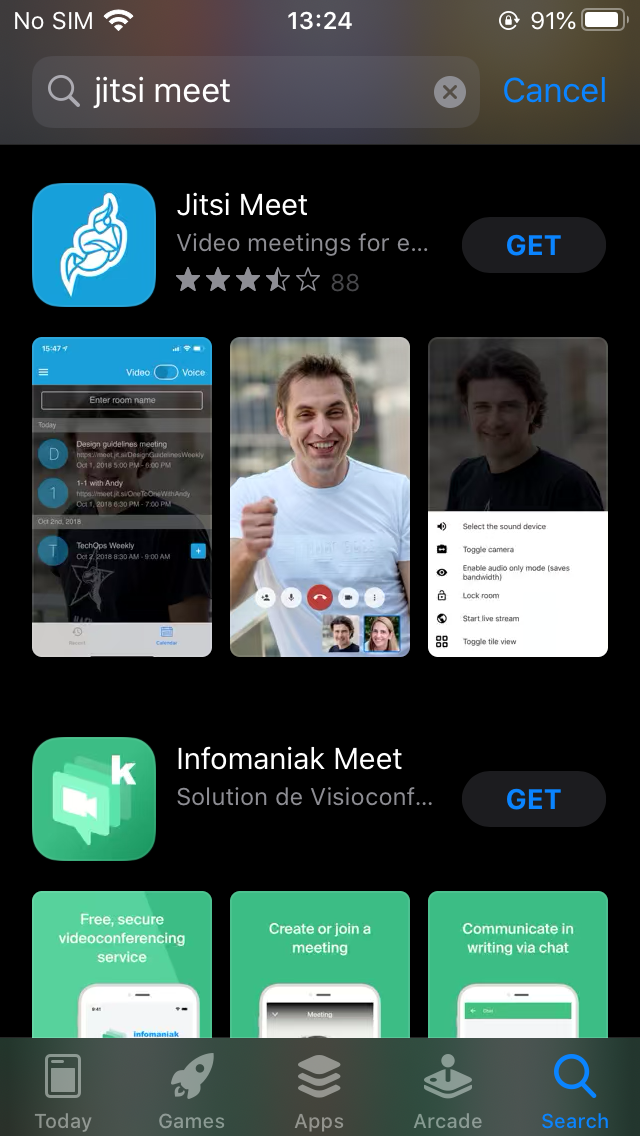 No SIM 13:24 91%
jitsi meet Cancel
Jitsi Meet
Video meetings for e...
88
GET
15:47
Video Voice
Enter room name
Today
D
Design guidelines meeting
https://meet.jit.si/DesignGuidelinesWeekly
Oct 1, 2018 5:00 PM - 6:00 PM
1
1-1 with Andy
https://meet.jit.si/OneToOneWithAndy
Oct 1, 2018 6:30 PM - 7:00 PM
Oct 2nd, 2018
T
TechOps Weekly
Oct 2, 2018 8:30 AM - 9:00 AM
+
Recent Calendar
Select the sound device
Toggle camera
Enable audio only mode (saves
bandwidth)
Lock room
Start live stream
Toggle tile view
k
Infomaniak Meet
Solution de Visioconf...
GET
Free, secure
videoconferencing
service
9:41
infomaniak
Create or join a
meeting
Meeting
Communicate in
writing via chat
Chat
Today Games Apps Arcade Search